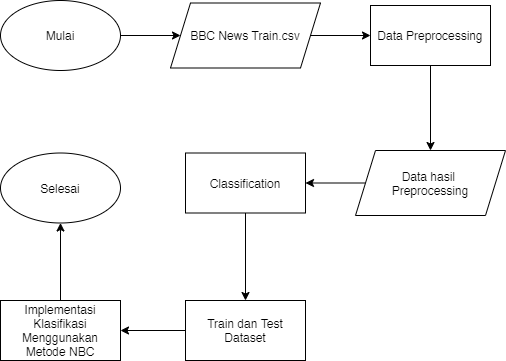 Mulai
BBC News Train.csv
Data Preprocessing
Data hasil
Preprocessing
Classification
Selesai
Train dan Test
Dataset
Implementasi
Klasifikasi
Menggunakan
Metode NBC